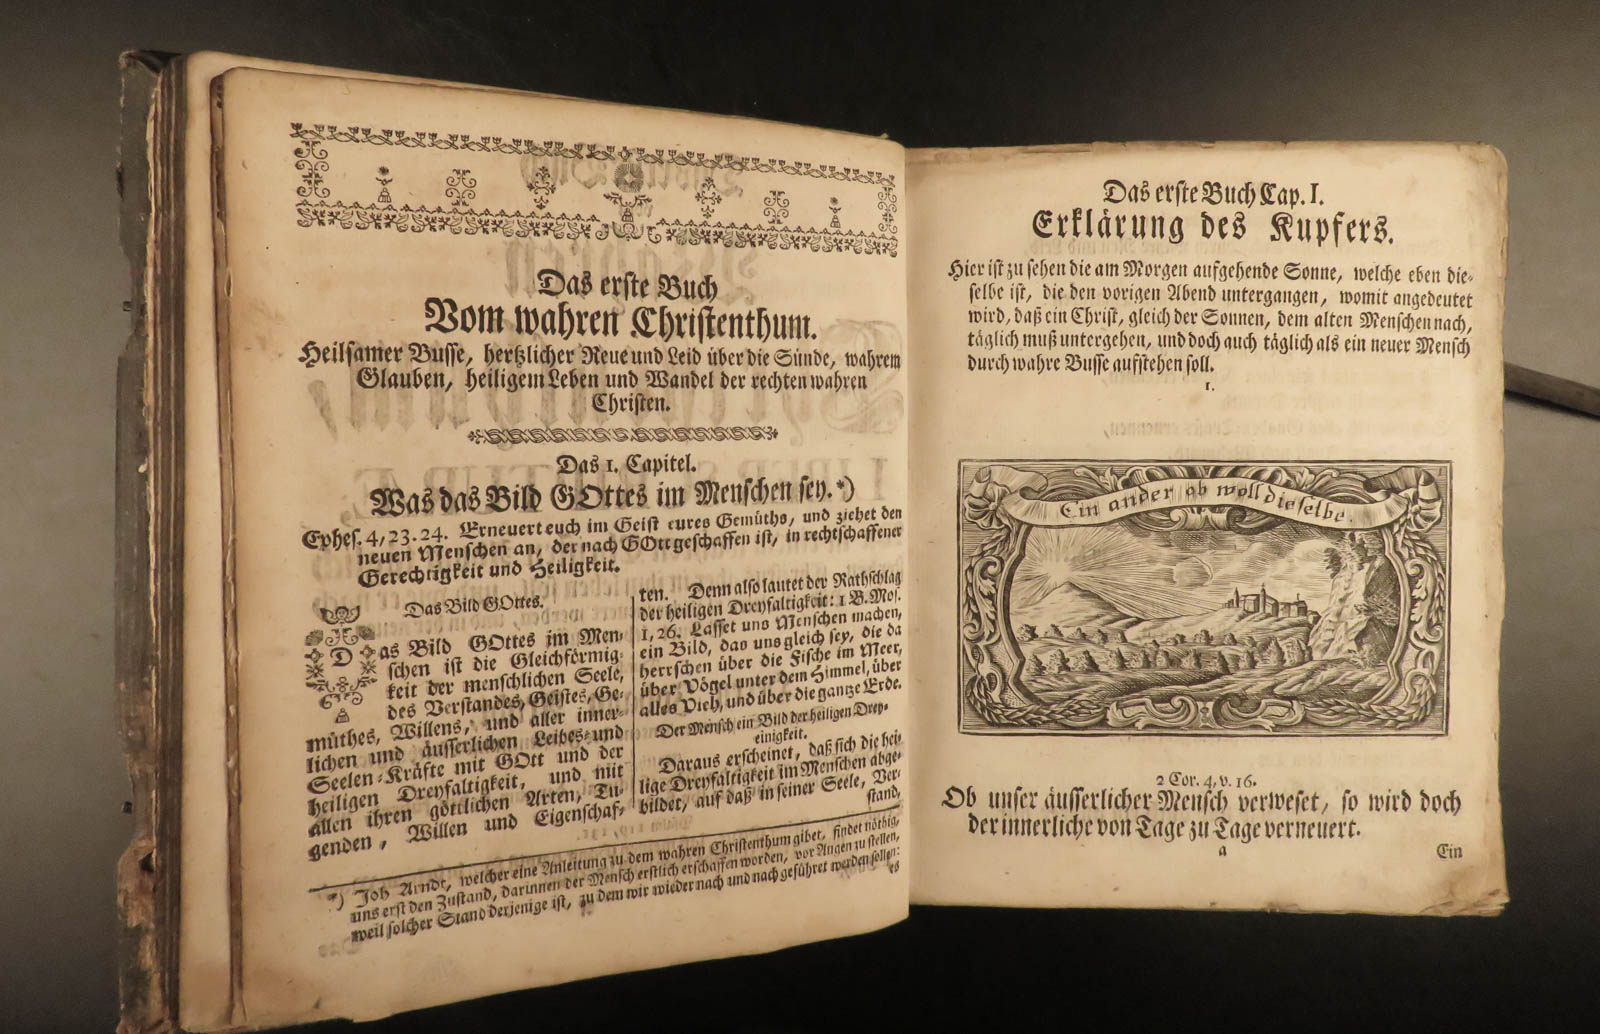 Das erste Buch
Vom wahren Christenthum.
Heilsamer Busse, hertzlicher Reue und Leid über die Sünde, wahrem
Glauben, heiligem Leben und Wandel der rechten wahren
Christen.
Das 1. Capitel.
Was das Bild GOttes im Menschen sey.*)
Ephes. 4, 23. 24. Erneuert euch im Geist eures Gemüths, und ziehet den
neuen Menschen an, der nach GOtt geschaffen ist, in rechtschaffener
Gerechtigkeit und Heiligkeit.
Das Bild GOttes.
Das Bild GOttes im Men-
schen ist die Gleichförmig-
keit der menschlichen Seele,
des Verstandes, Geistes, Ge-
müthes, Willens, und aller inner-
lichen und äusserlichen Leibes- und
Seelen-Kräfte mit GOtt und der
heiligen Dreyfaltigkeit, und mit
allen ihren göttlichen Arten, Tu-
genden, Willen und Eigenschaf-
ten. Denn also lautet der Rathschlag
der heiligen Dreyfaltigkeit: 1 B. Mos.
1, 26. Lasset uns Menschen machen,
ein Bild, das uns gleich sey, die da
herrschen über die Fische im Meer,
über Vögel unter dem Himmel, über
alles Vieh, und über die gantze Erde.
Der Mensch ein Bild der heiligen Drey-
einigkeit.
Daraus erscheinet, daß sich die hei-
lige Dreyfaltigkeit im Menschen abge-
bildet, auf daß in seiner Seele, Ver-
stand,
*) Joh. Arndt, welcher eine Anleitung zu dem wahren Christenthum gibet, findet nöthig,
uns erst den Zustand, darinnen der Mensch erstlich erschaffen worden, vor Augen zu stellen,
weil solcher Stand derjenige ist, zu dem wir wieder nach und nach geführet werden sollen:
es
Das erste Buch Cap. I.
Erklärung des Kupfers.
Hier ist zu sehen die am Morgen aufgehende Sonne, welche eben die-
selbe ist, die den vorigen Abend untergangen, womit angedeutet
wird, daß ein Christ, gleich der Sonnen, dem alten Menschen nach,
täglich muß untergehen, und doch auch täglich als ein neuer Mensch
durch wahre Busse aufstehen soll.
1.
Ein ander ob woll dieselbe.
2 Cor. 4, v. 16.
Ob unser äusserlicher Mensch verweset, so wird doch
der innerliche von Tage zu Tage verneuert.
a
Ein